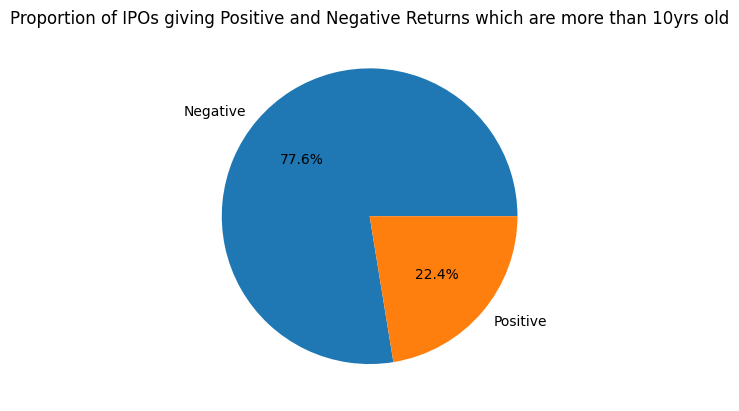 Proportion of IPOs giving Positive and Negative Returns which are more than 10yrs old
Negative
77.6%
22.4%
Positive